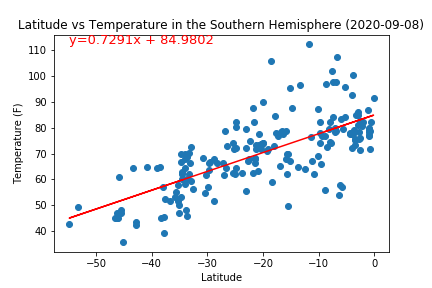 Latitude vs Temperature in the Southern Hemisphere (2020-09-08)
y=0.7291x + 84.9802
110
100
90
80
70
60
50
40
Temperature (F)
−50 −40 −30 −20 −10 0
Latitude